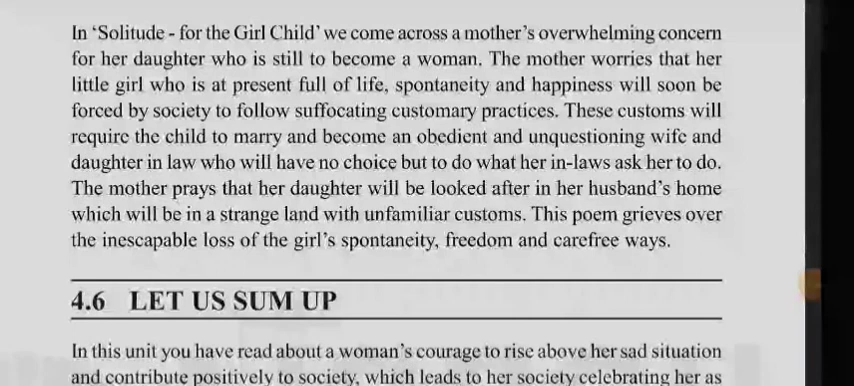 In ‘Solitude - for the Girl Child’ we come across a mother’s overwhelming concern
for her daughter who is still to become a woman. The mother worries that her
little girl who is at present full of life, spontaneity and happiness will soon be
forced by society to follow suffocating customary practices. These customs will
require the child to marry and become an obedient and unquestioning wife and
daughter in law who will have no choice but to do what her in-laws ask her to do.
The mother prays that her daughter will be looked after in her husband’s home
which will be in a strange land with unfamiliar customs. This poem grieves over
the inescapable loss of the girl’s spontaneity, freedom and carefree ways.
4.6 LET US SUM UP
In this unit you have read about a woman’s courage to rise above her sad situation
and contribute positively to society, which leads to her society celebrating her as